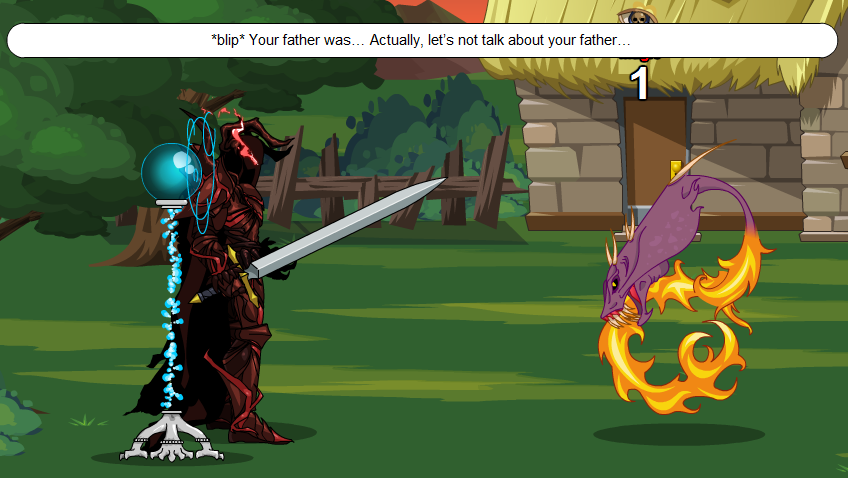 *blip* Your father was… Actually, let's not talk about your father…
1